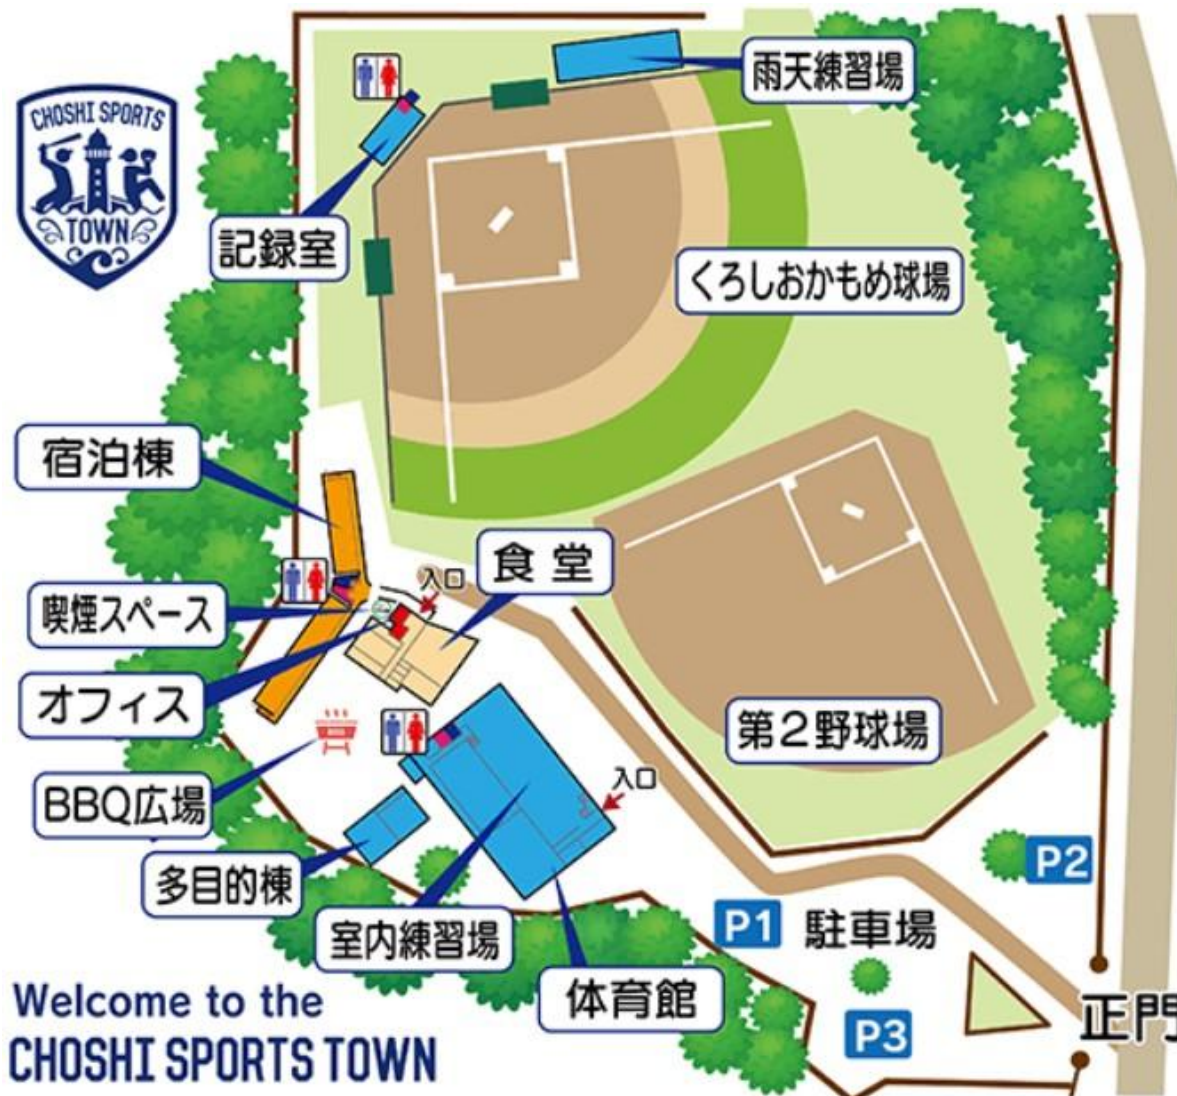 CHOSHI SPORTS
TOWN
雨天練習場
記録室
くろしおかもめ球場
宿泊棟
食堂
入口
喫煙スペース
オフィス
第2野球場
BBQ広場
入口
多目的棟
室内練習場
体育館
P2
P1
駐車場
P3
正門
Welcome to the
CHOSHI SPORTS TOWN